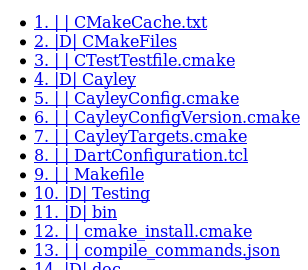 1. | | CMakeCache.txt
2. |D| CMakeFiles
3. | | CTestTestfile.cmake
4. |D| Cayley
5. | | CayleyConfig.cmake
6. | | CayleyConfigVersion.cmake
7. | | CayleyTargets.cmake
8. | | DartConfiguration.tcl
9. | | Makefile
10. |D| Testing
11. |D| bin
12. | | cmake_install.cmake
13. | | compile_commands.json
14. |D| doc